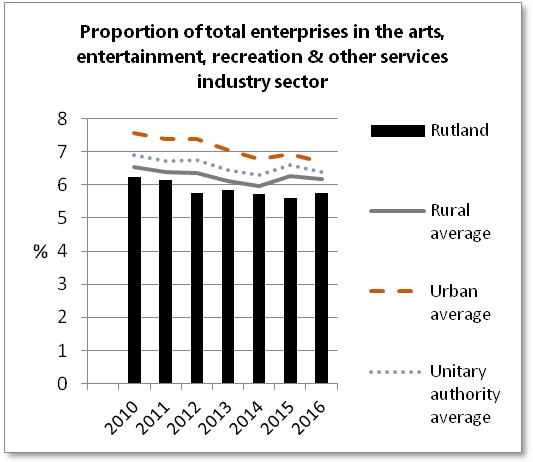 Proportion of total enterprises in the arts,
entertainment, recreation & other services
industry sector
8
7
6
5
4
3
2
1
0
%
2010
2011
2012
2013
2014
2015
2016
Rutland
Rural
average
Urban
average
Unitary
authority
average